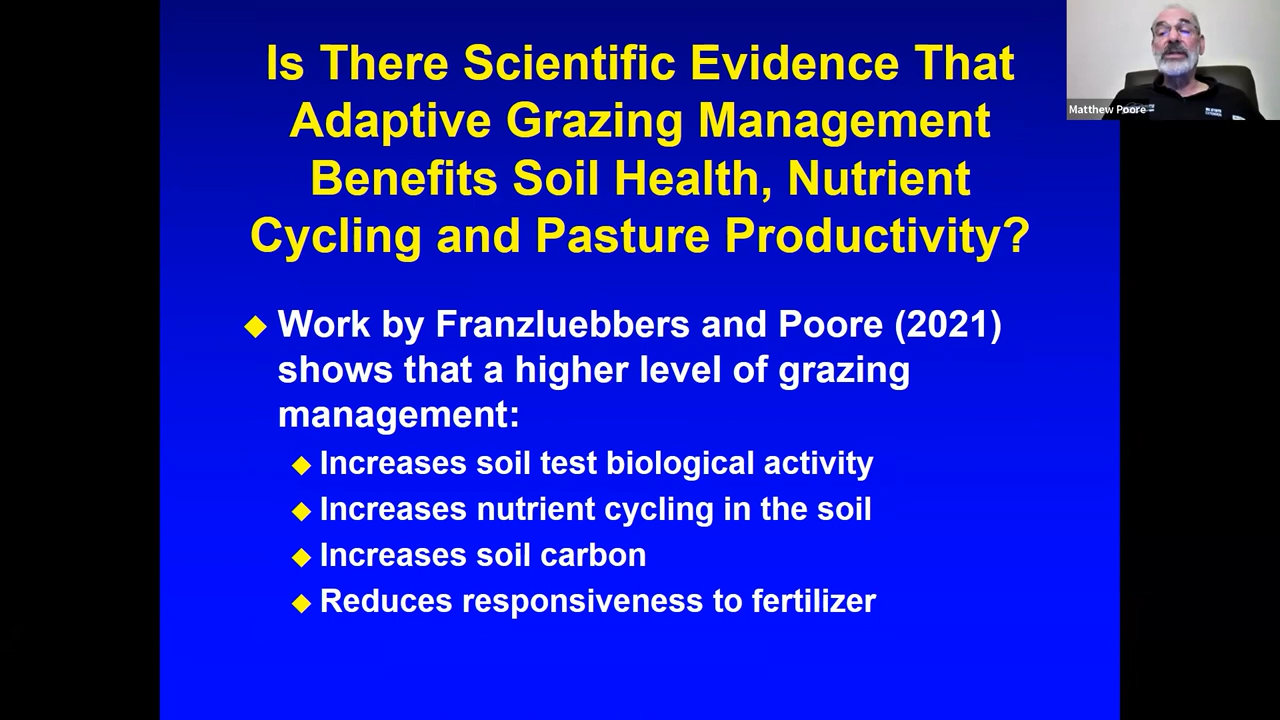 Is There Scientific Evidence That
Adaptive Grazing Management
Benefits Soil Health, Nutrient
Cycling and Pasture Productivity?
Work by Franzluebbers and Poore (2021)
shows that a higher level of grazing
management:
Increases soil test biological activity
Increases nutrient cycling in the soil
Increases soil carbon
Reduces responsiveness to fertilizer
Matthew Poore